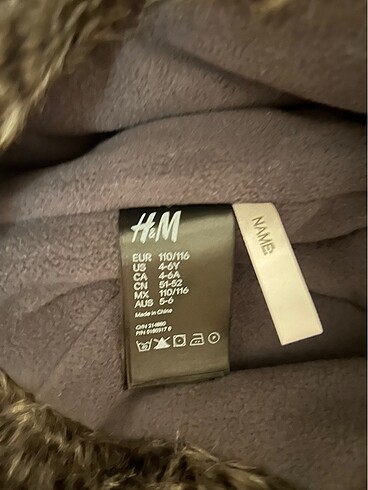 H&M
EUR 110/116
US 4-6Y
CA 4-6A
CN 51-52
MX 110/116
AUS 5-6
Made in China
NAME: